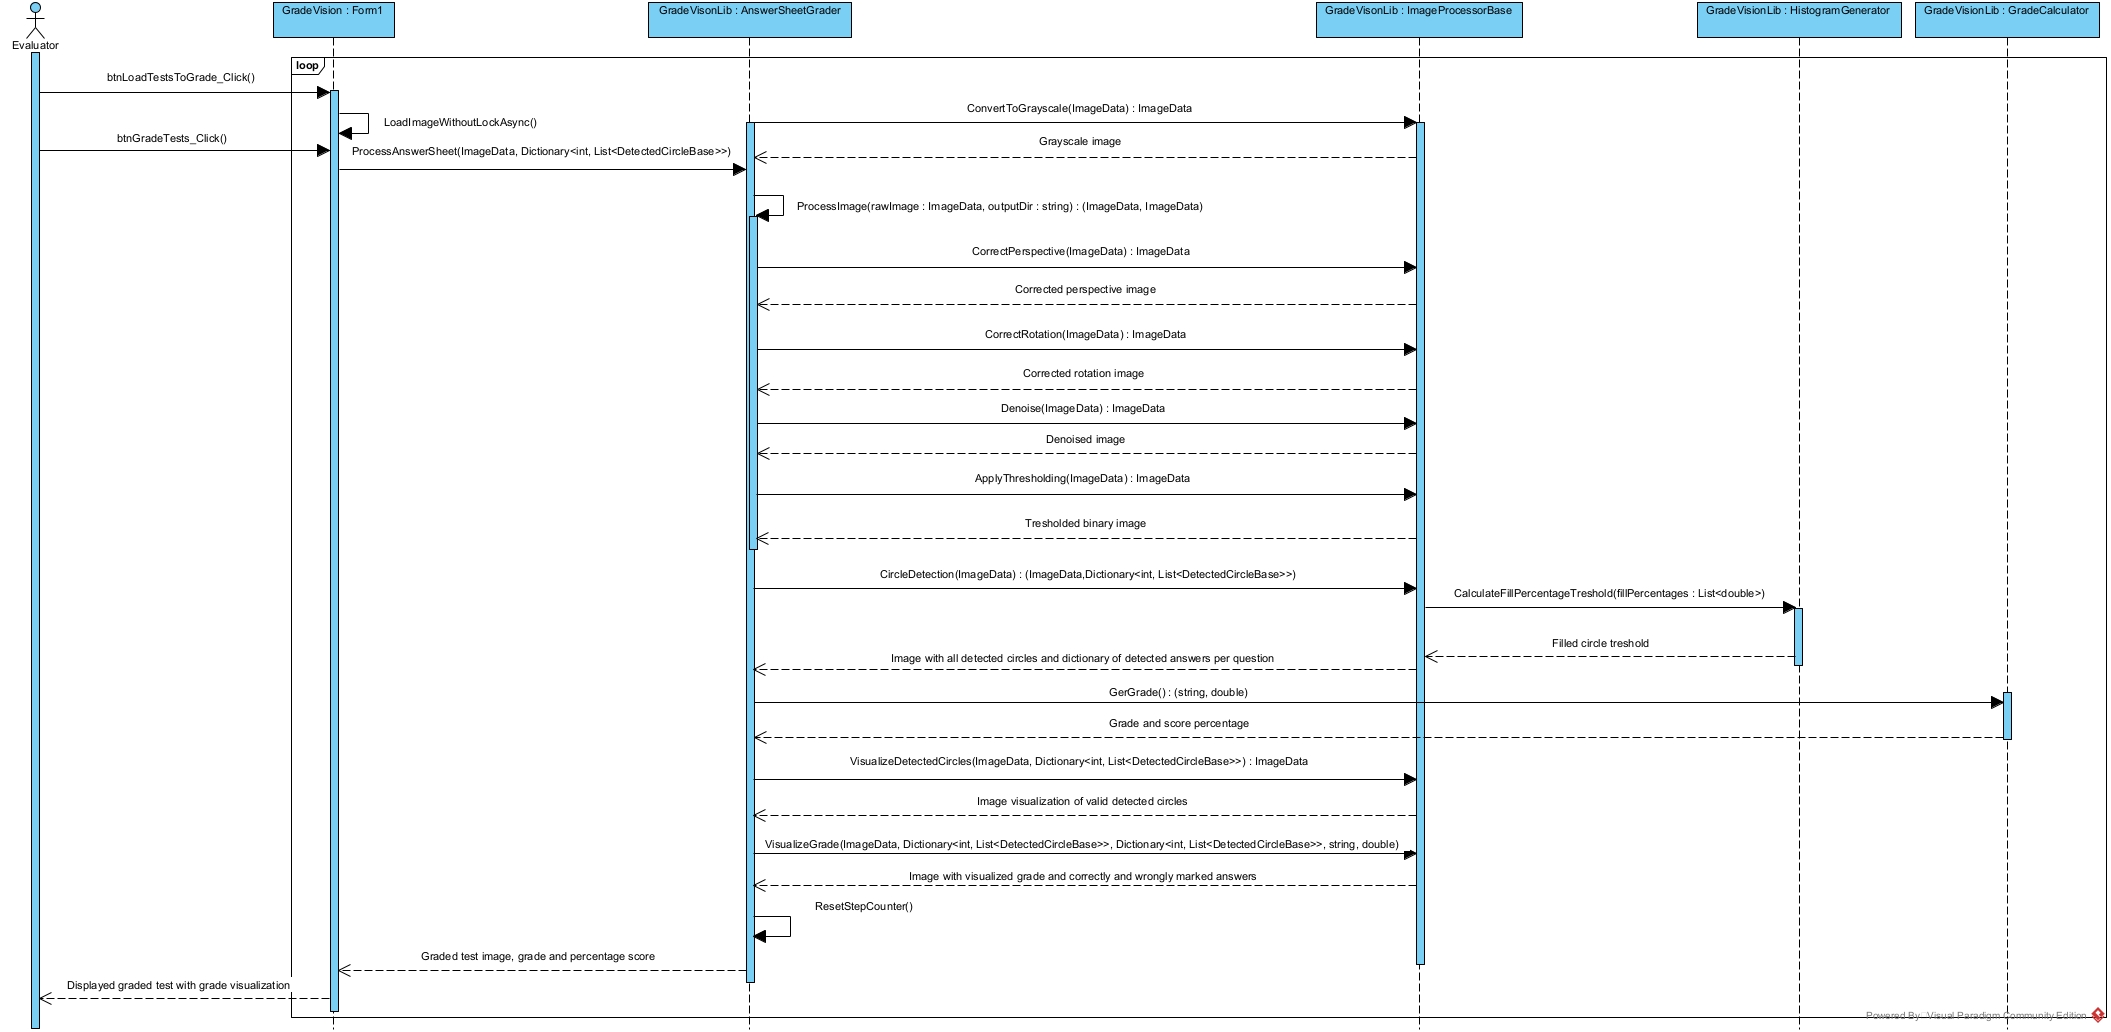 GradeVision : Form1
GradeVisonLib : AnswerSheetGrader
GradeVisonLib : ImageProcessorBase
GradeVisionLib : HistogramGenerator
GradeVisionLib : GradeCalculator
Evaluator
loop
btnLoadTestsToGrade_Click()
ConvertToGrayscale(ImageData) : ImageData
LoadImageWithoutLockAsync()
btnGradeTests_Click()
Grayscale image
ProcessAnswerSheet(ImageData, Dictionary<int, List<DetectedCircleBase>>)
ProcessImage(rawImage : ImageData, outputDir : string) : (ImageData, ImageData)
CorrectPerspective(ImageData) : ImageData
Corrected perspective image
CorrectRotation(ImageData) : ImageData
Corrected rotation image
Denoise(ImageData) : ImageData
Denoised image
ApplyThresholding(ImageData) : ImageData
Tresholded binary image
CircleDetection(ImageData) : (ImageData,Dictionary<int, List<DetectedCircleBase>>)
CalculateFillPercentageTreshold(fillPercentages : List<double>)
Filled circle treshold
Image with all detected circles and dictionary of detected answers per question
GerGrade() : (string, double)
Grade and score percentage
VisualizeDetectedCircles(ImageData, Dictionary<int, List<DetectedCircleBase>>) : ImageData
Image visualization of valid detected circles
VisualizeGrade(ImageData, Dictionary<int, List<DetectedCircleBase>>, Dictionary<int, List<DetectedCircleBase>>, string, double)
Image with visualized grade and correctly and wrongly marked answers
ResetStepCounter()
Graded test image, grade and percentage score
Displayed graded test with grade visualization
Powered By: Visual Paradigm Community Edition